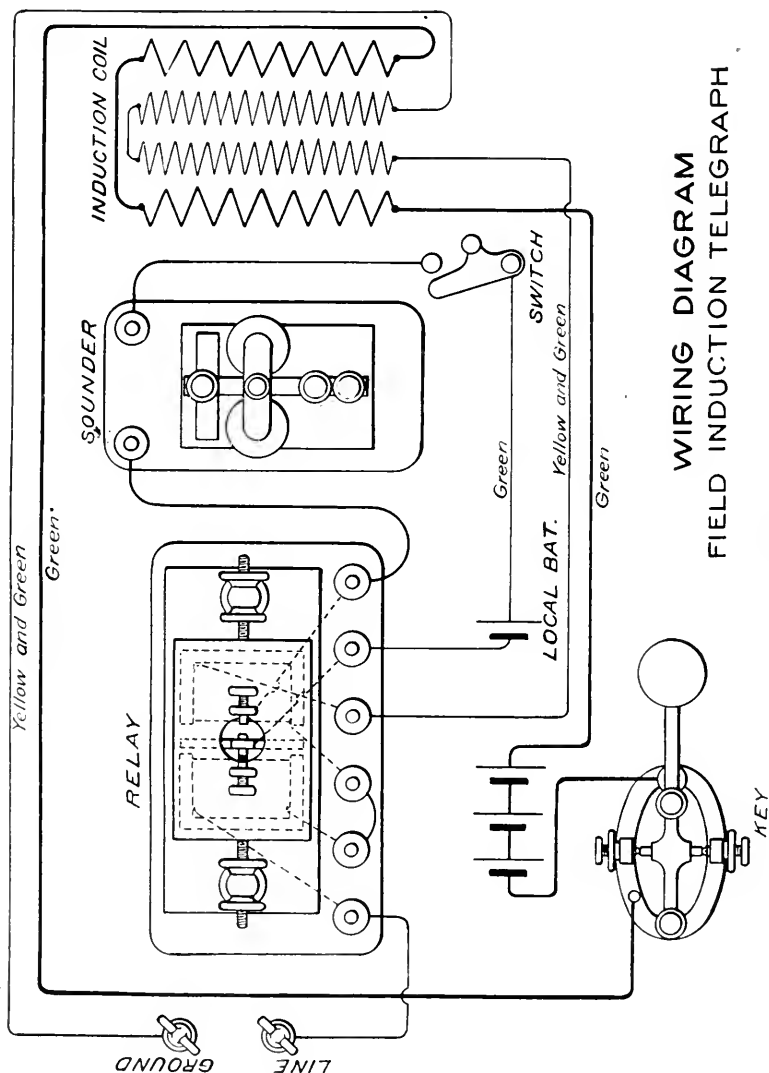 WIRING DIAGRAM
FIELD INDUCTION TELEGRAPH
INDUCTION COIL
SOUNDER
SWITCH
RELAY
LOCAL BAT.
KEY
GROUND
LINE
Yellow and Green
Green
Green
Yellow and Green
Green